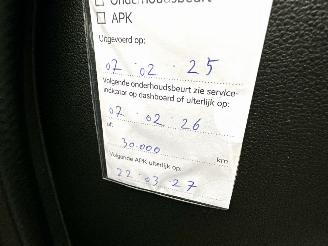 ☐ Onderhoudsbeurt
☐ APK
Uitgevoerd op:
07 · 02 · 25
Volgende onderhoudsbeurt zie service-
indicator op dashboard of uiterlijk op:
07 · 02 · 26
of:
30.000 km
Volgende APK uiterlijk op:
22 · 03 · 27